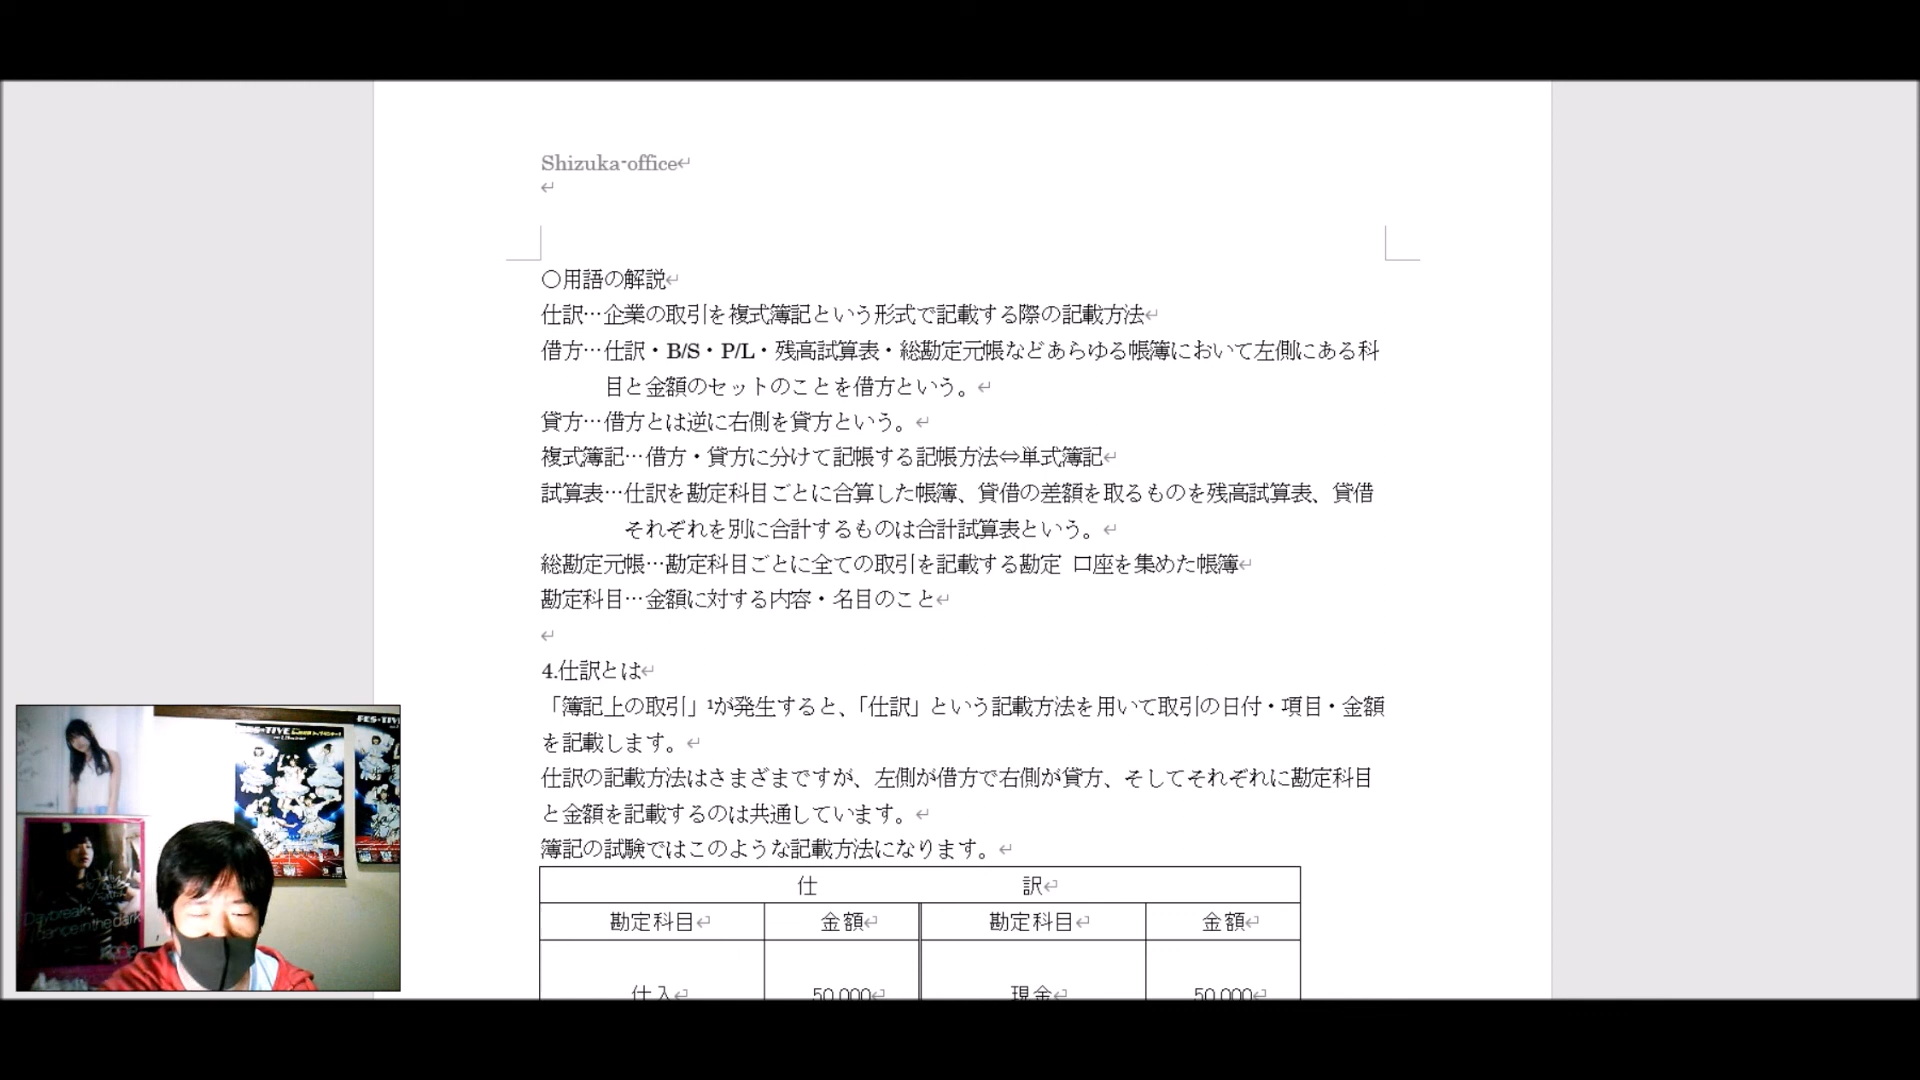 Shizuka-office
〇用語の解説
仕訳…企業の取引を複式簿記という形式で記載する際の記載方法
借方…仕訳・B/S・P/L・残高試算表・総勘定元帳などあらゆる帳簿において左側にある科
目と金額のセットのことを借方という。
貸方…借方とは逆に右側を貸方という。
複式簿記…借方・貸方に分けて記帳する記帳方法⇔単式簿記
試算表…仕訳を勘定科目ごとに合算した帳簿、貸借の差額を取るものを残高試算表、貸借
それぞれを別に合計するものは合計試算表という。
総勘定元帳…勘定科目ごとに全ての取引を記載する勘定 口座を集めた帳簿
勘定科目…金額に対する内容・名目のこと
4.仕訳とは
「簿記上の取引」¹が発生すると、「仕訳」という記載方法を用いて取引の日付・項目・金額
を記載します。
仕訳の記載方法はさまざまですが、左側が借方で右側が貸方、そしてそれぞれに勘定科目
と金額を記載するのは共通しています。
簿記の試験ではこのような記載方法になります。
仕 訳
勘定科目 金額 勘定科目 金額
仕入 50,000 現金 50,000
FES☆TIVE
FES☆TIVE
Daybreak